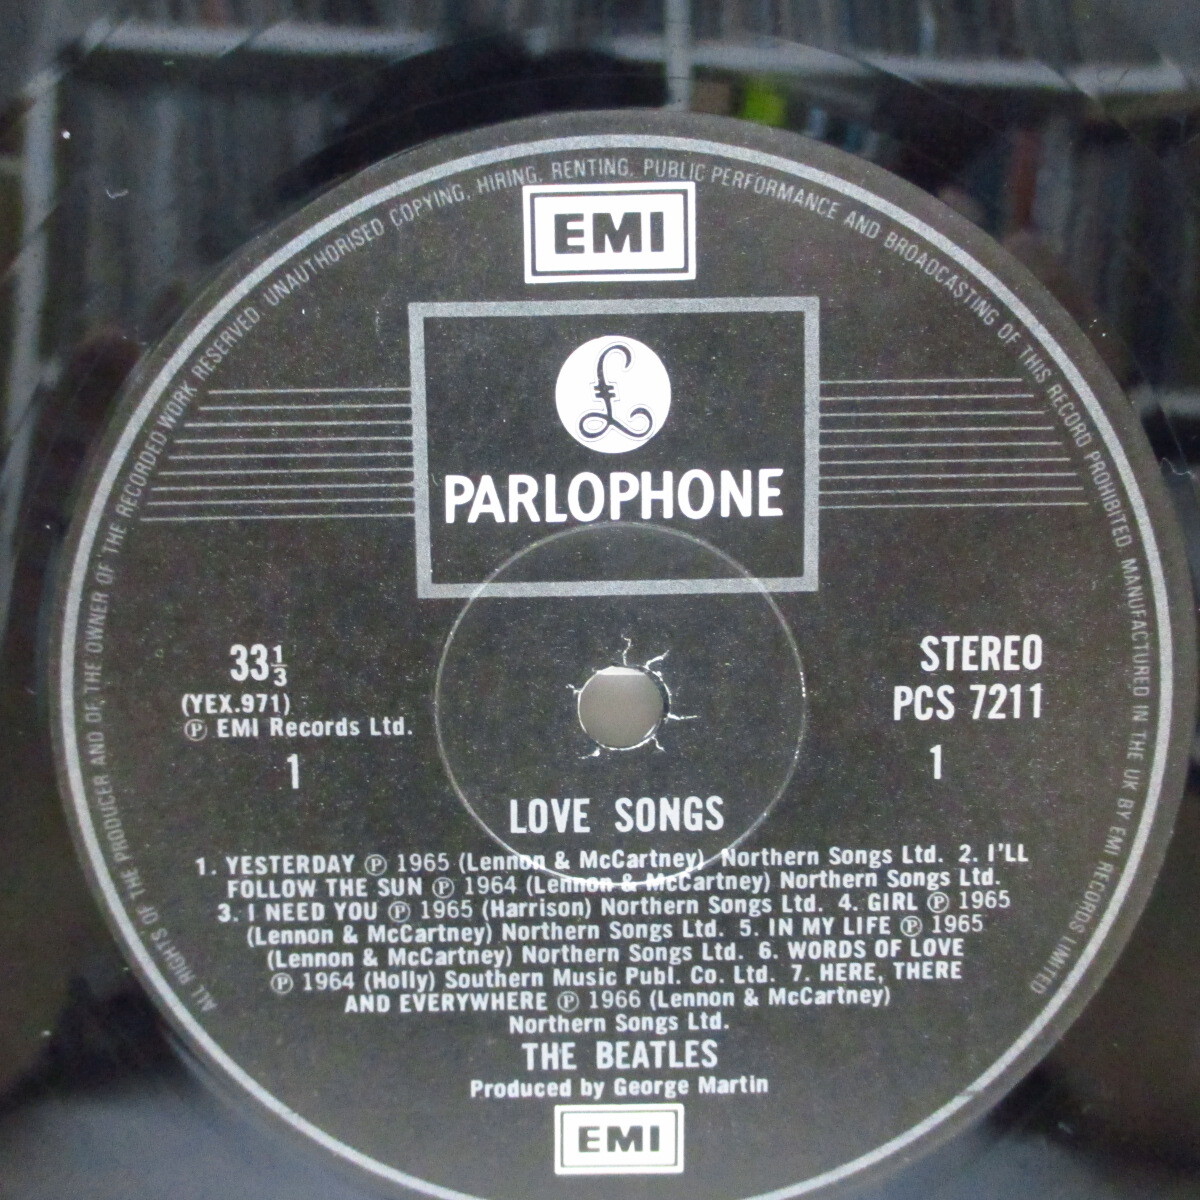 ALL RIGHTS OF THE PRODUCER AND OF THE OWNER OF THE RECORDED WORK RESERVED UNAUTHORISED COPYING, HIRING, RENTING, PUBLIC PERFORMANCE AND BROADCASTING OF THIS RECORD PROHIBITED MANUFACTURED IN THE UK BY EMI RECORDS LIMITED
EMI
£
PARLOPHONE
33⅓
(YEX.971)
Ⓟ EMI Records Ltd.
1
STEREO
PCS 7211
1
LOVE SONGS
1. YESTERDAY Ⓟ 1965 (Lennon & McCartney) Northern Songs Ltd. 2. I'LL
FOLLOW THE SUN Ⓟ 1964 (Lennon & McCartney) Northern Songs Ltd.
3. I NEED YOU Ⓟ 1965 (Harrison) Northern Songs Ltd. 4. GIRL Ⓟ 1965
(Lennon & McCartney) Northern Songs Ltd. 5. IN MY LIFE Ⓟ 1965
(Lennon & McCartney) Northern Songs Ltd. 6. WORDS OF LOVE
Ⓟ 1964 (Holly) Southern Music Publ. Co. Ltd. 7. HERE, THERE
AND EVERYWHERE Ⓟ 1966 (Lennon & McCartney)
Northern Songs Ltd.
THE BEATLES
Produced by George Martin
EMI